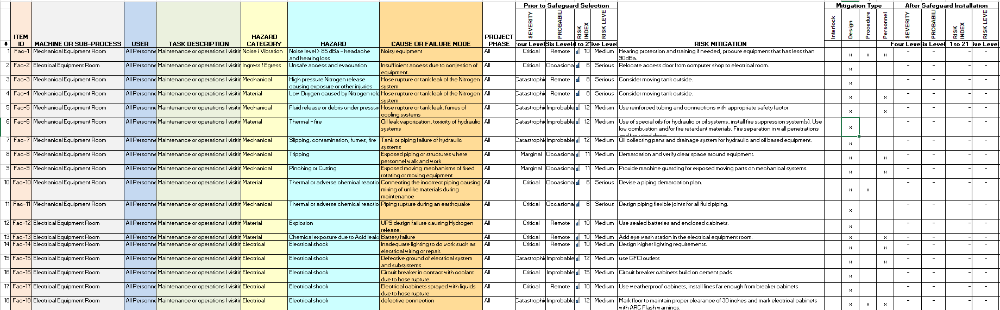 Prior to Safeguard Selection Mitigation Type After Safeguard Installation
# ITEM ID MACHINE OR SUB-PROCESS USER TASK DESCRIPTION HAZARD CATEGORY HAZARD CAUSE OR FAILURE MODE PROJECT PHASE SEVERITY PROBABILI RISK INDEX RISK LEVE RISK MITIGATION Interlock Design Procedure Personnel SEVERITY PROBABILI RISK INDEX RISK LEVE
Four Level Six Levels 1 to 2 ive Level Four Level ix Level 1 to 21 ive Level
1 Fac-1 Mechanical Equipment Room All Personne Maintenance or operations / visitir Noise / Vibration Noise level > 85 dBa - headache Noisy equipment All Critical Remote 10 Medium Hearing protection and training if needed, procure equipment that has less than x x x - - - -
and hearing loss 90dBa.
2 Fac-2 Electrical Equipment Room All Personne Maintenance or operations / visitir Ingress / Egress Unsafe access and evacuation Insufficient access due to conjestion of All Critical Occasiona 6 Serious Relocate access door from computer shop to electrical room. x - - - -
equipment.
3 Fac-3 Mechanical Equipment Room All Personne Maintenance or operations / visitir Mechanical High pressure Nitrogen release Hose rupture or tank leak of the Nitrogen All Catastrophic Remote 8 Serious Consider moving tank outside. x - - - -
causing exposure or other injuries system
4 Fac-4 Mechanical Equipment Room All Personne Maintenance or operations / visitir Material Low Oxygen caused by Nitrogen rele Hose rupture or tank leak of the Nitrogen All Catastrophic Remote 8 Serious Consider moving tank outside. x - - - -
system
5 Fac-5 Mechanical Equipment Room All Personne Maintenance or operations / visitir Mechanical Fluid release or debris under pressur Hose rupture or tank leak, fumes of All Catastrophic Improbable 12 Medium Use reinforced tubing and connections with appropriate safety factor x x - - - -
cooling systems
6 Fac-6 Mechanical Equipment Room All Personne Maintenance or operations / visitir Material Thermal - fire Oil leak vaporization, toxicity of hydraulic All Catastrophic Improbable 12 Medium Use of special oils for hydraulic or oil systems, install fire suppression system(s). Use x - - - -
systems low combustion and/or fire retardant materials. Fire separation in wall penetrations
and fire rated doors.
7 Fac-7 Mechanical Equipment Room All Personne Maintenance or operations / visitir Mechanical Slipping, contamination, fumes, fire Tank or piping failure of hydraulic All Catastrophic Improbable 12 Medium Oil collecting pans and drainage system for hydraulic and oil based equipment. x - - - -
systems
8 Fac-8 Mechanical Equipment Room All Personne Maintenance or operations / visitir Mechanical Tripping Exposed piping or structures where All Marginal Occasiona 11 Medium Demarcation and verify clear space around equipment. x x - - - -
personnel walk and work
9 Fac-9 Mechanical Equipment Room All Personne Maintenance or operations / visitir Mechanical Pinching or Cutting Exposed moving mechanisms of fixed All Marginal Occasiona 11 Medium Provide machine guarding for exposed moving parts on mechanical systems. x x - - - -
rotating or moving equipment
10 Fac-10 Mechanical Equipment Room All Personne Maintenance or operations / visitir Material Thermal or adverse chemical reactio Connecting the incorrect piping causing All Critical Occasiona 6 Serious Devise a piping demarcation plan. x x - - - -
mixing of unlike materials during
maintenance
11 Fac-11 Mechanical Equipment Room All Personne Maintenance or operations / visitir Mechanical Thermal or adverse chemical reactio Piping rupture during an earthquake All Critical Occasiona 6 Serious Design piping flexible joints for all fluid piping. x - - - -
12 Fac-12 Electrical Equipment Room All Personne Maintenance or operations / visitir Material Explosion UPS design failure causing Hydrogen All Critical Remote 10 Medium Use sealed batteries and enclosed cabinets. x - - - -
release.
13 Fac-13 Electrical Equipment Room All Personne Maintenance or operations / visitir Material Chemical exposure due to Acid leaka Battery failure All Critical Remote 10 Medium Add eye wash station in the electrical equipment room. x x - - - -
14 Fac-14 Electrical Equipment Room All Personne Maintenance or operations / visitir Electrical Electrical shock Inadequate lighting to do work such as All Critical Remote 10 Medium Design higher lighting requirements. x x - - - -
electrical wiring or repair.
15 Fac-15 Electrical Equipment Room All Personne Maintenance or operations / visitir Electrical Electrical shock Defective ground of electrical system All Catastrophic Improbable 12 Medium use GFCI outlets x x - - - -
and subsystems
16 Fac-16 Electrical Equipment Room All Personne Maintenance or operations / visitir Electrical Electrical shock Circuit breaker in contact with coolant All Critical Improbable 15 Medium Circuit breaker cabinets build on cement pads x - - - -
due to hose rupture.
17 Fac-17 Electrical Equipment Room All Personne Maintenance or operations / visitir Electrical Electrical shock Electrical cabinets sprayed with liquids All Critical Remote 10 Medium Use weatherproof cabinets, install lines far enough from breaker cabinets x - - - -
due to hose rupture
18 Fac-18 Electrical Equipment Room All Personne Maintenance or operations / visitir Electrical Electrical shock defective connection All Catastrophic Improbable 12 Medium Mark floor to maintain proper clearance of 30 inches and mark electrical cabinets x x x - - - -
with ARC Flash warnings.